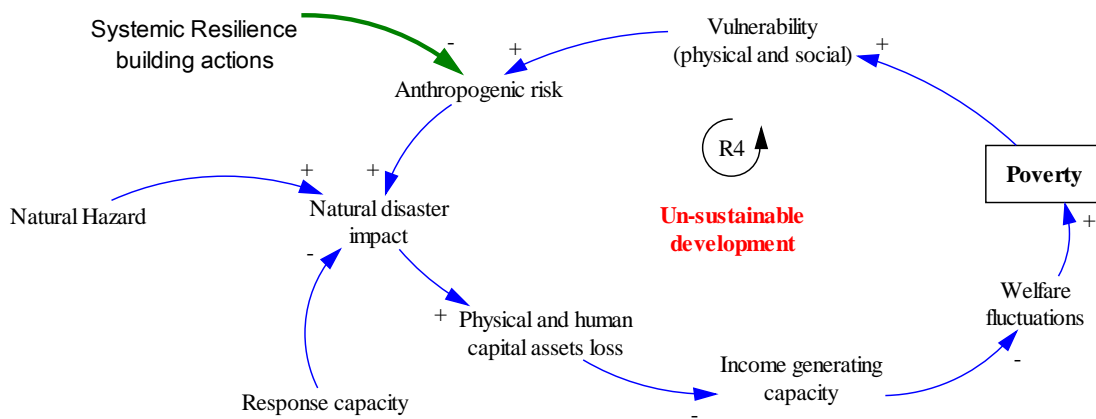 Systemic Resilience
building actions
-
+
Anthropogenic risk
Vulnerability
(physical and social)
+
R4
Poverty
Un-sustainable
development
+
+
+
Natural Hazard
Natural disaster
impact
-
Welfare
fluctuations
-
+
Physical and human
capital assets loss
Income generating
capacity
-
Response capacity